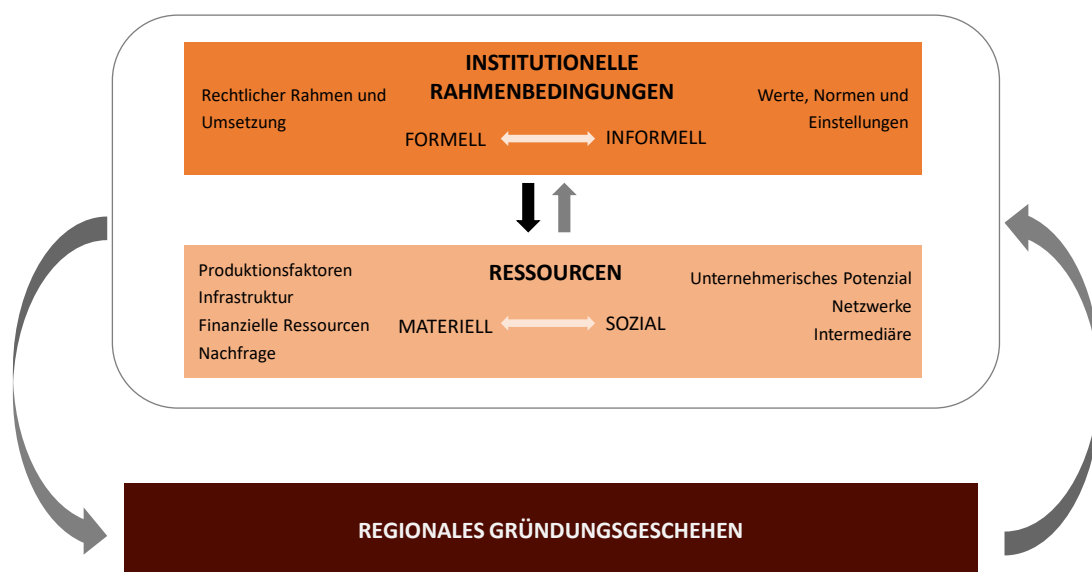 INSTITUTIONELLE
RAHMENBEDINGUNGEN
Rechtlicher Rahmen und
Umsetzung
Werte, Normen und
Einstellungen
FORMELL
INFORMELL
RESSOURCEN
Produktionsfaktoren
Infrastruktur
Finanzielle Ressourcen
Nachfrage
Unternehmerisches Potenzial
Netzwerke
Intermediäre
MATERIELL
SOZIAL
REGIONALES GRÜNDUNGSGESCHEHEN